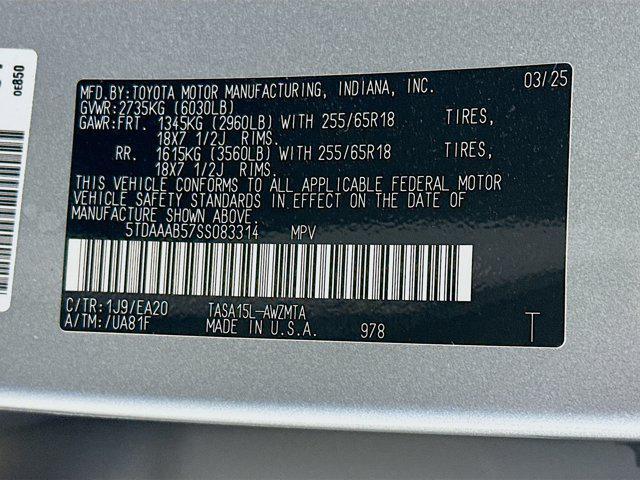 0E850
MFD.BY:TOYOTA MOTOR MANUFACTURING, INDIANA, INC. 03/25
GVWR:2735KG (6030LB)
GAWR:FRT. 1345KG (2960LB) WITH 255/65R18 TIRES,
18X7 1/2J RIMS.
RR. 1615KG (3560LB) WITH 255/65R18 TIRES,
18X7 1/2J RIMS.
THIS VEHICLE CONFORMS TO ALL APPLICABLE FEDERAL MOTOR
VEHICLE SAFETY STANDARDS IN EFFECT ON THE DATE OF
MANUFACTURE SHOWN ABOVE.
5TDAAAB57SS083314 MPV
C/TR:1J9/EA20 TASA15L-AWZMTA
A/TM:/UA81F MADE IN U.S.A. 978 T